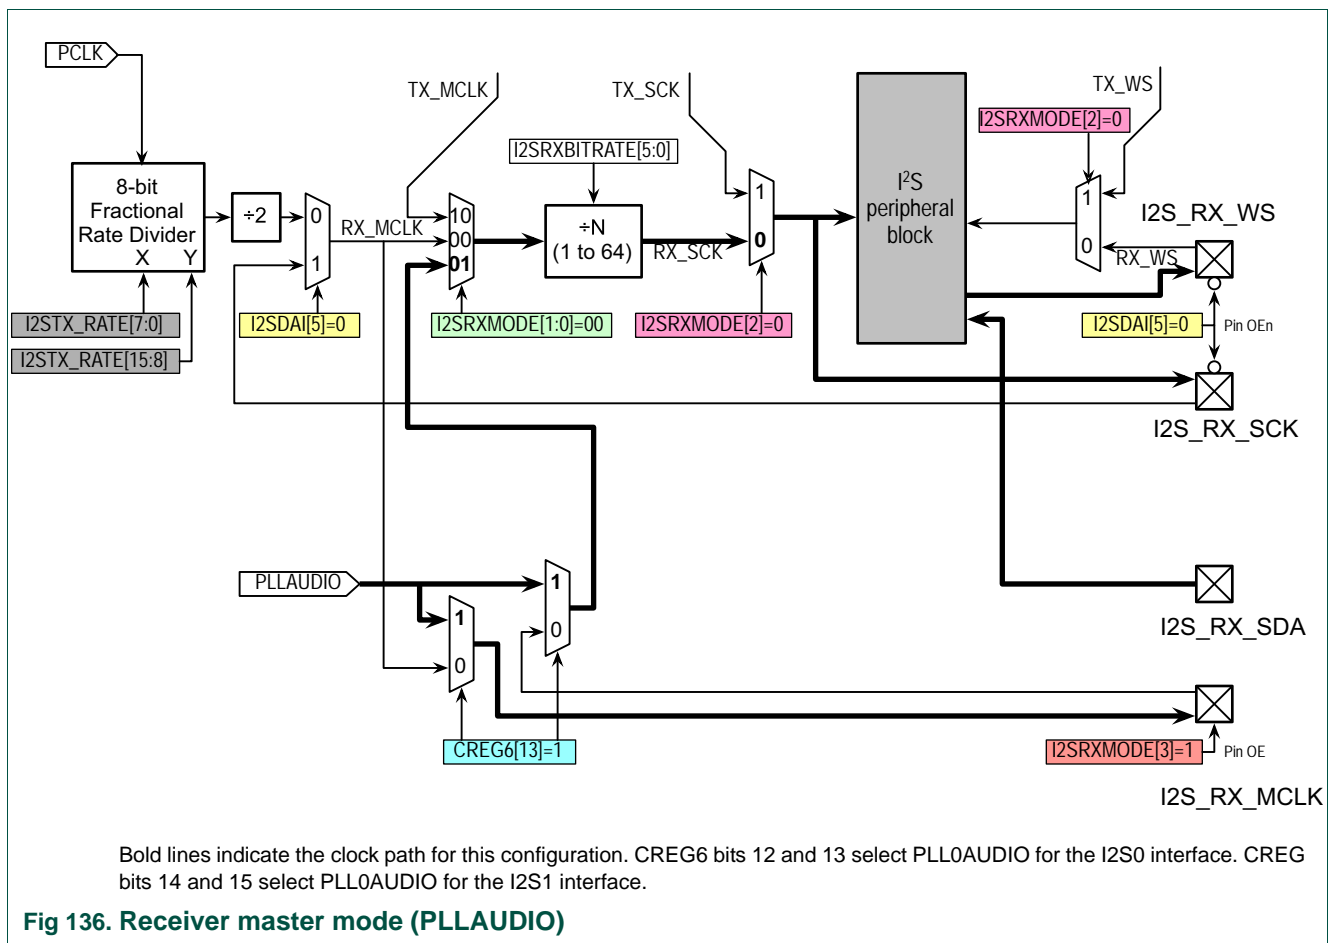 PCLK
TX_MCLK
TX_SCK
TX_WS
I2SRXMODE[2]=0
I2SRXBITRATE[5:0]
8-bit
Fractional
Rate Divider
X Y
÷2
0
1
RX_MCLK
10
00
01
÷N
(1 to 64)
RX_SCK
1
0
I²S
peripheral
block
1
0
RX_WS
I2S_RX_WS
I2STX_RATE[7:0]
I2STX_RATE[15:8]
I2SDAI[5]=0
I2SRXMODE[1:0]=00
I2SRXMODE[2]=0
I2SDAI[5]=0
Pin OEn
I2S_RX_SCK
PLLAUDIO
1
0
1
0
I2S_RX_SDA
CREG6[13]=1
I2SRXMODE[3]=1
Pin OE
I2S_RX_MCLK
Bold lines indicate the clock path for this configuration. CREG6 bits 12 and 13 select PLL0AUDIO for the I2S0 interface. CREG
bits 14 and 15 select PLL0AUDIO for the I2S1 interface.
Fig 136. Receiver master mode (PLLAUDIO)